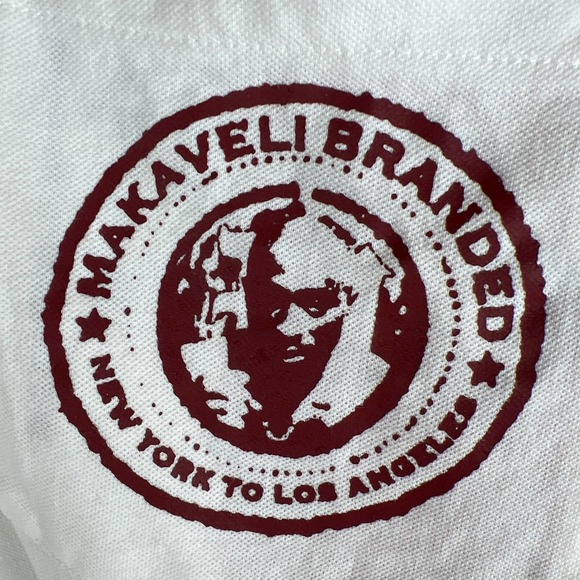 MAKAVELI BRANDED
NEW YORK TO LOS ANGELES